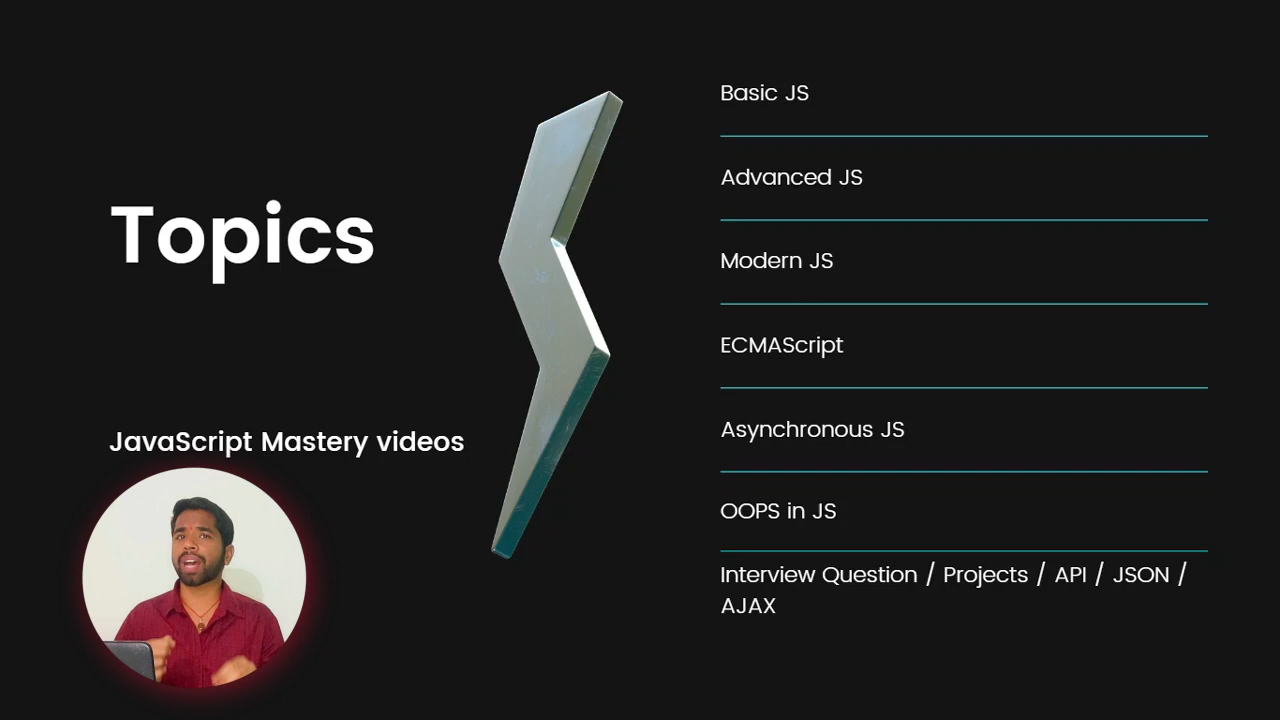 Topics
JavaScript Mastery videos
Basic JS
Advanced JS
Modern JS
ECMAScript
Asynchronous JS
OOPS in JS
Interview Question / Projects / API / JSON /
AJAX